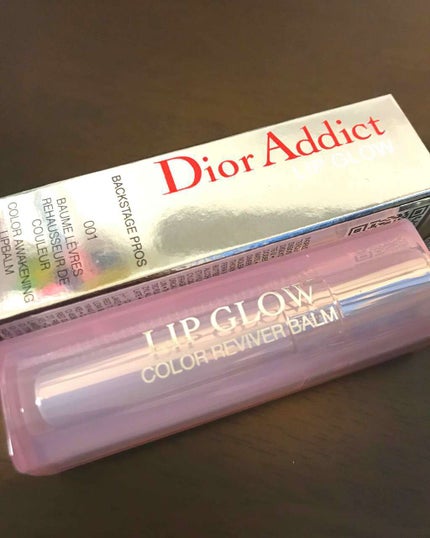 Dior Addict
LIP GLOW
BACKSTAGE PROS
001
BAUME LÈVRES
REHAUSSEUR DE
COULEUR
COLOR AWAKENING
LIPBALM
LIP GLOW
COLOR REVIVER BALM